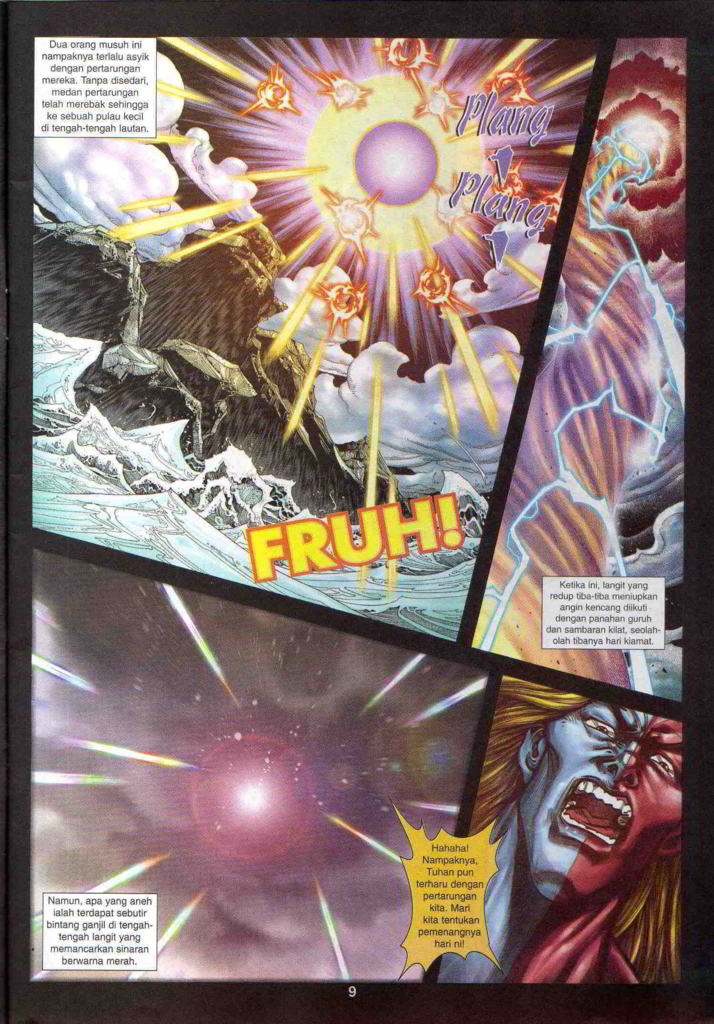 Dua orang musuh ini
nampaknya terlalu asyik
dengan pertarungan
mereka. Tanpa disedari,
medan pertarungan
telah merebak sehingga
ke sebuah pulau kecil
di tengah-tengah lautan.
Plang
!
Plang
!
FRUH!
Ketika ini, langit yang
redup tiba-tiba meniupkan
angin kencang diikuti
dengan panahan guruh
dan sambaran kilat, seolah-
olah tibanya hari kiamat.
Namun, apa yang aneh
ialah terdapat sebutir
bintang ganjil di tengah-
tengah langit yang
memancarkan sinaran
berwarna merah.
Hahaha!
Nampaknya,
Tuhan pun
terharu dengan
pertarungan
kita. Mari
kita tentukan
pemenangnya
hari ni!
9